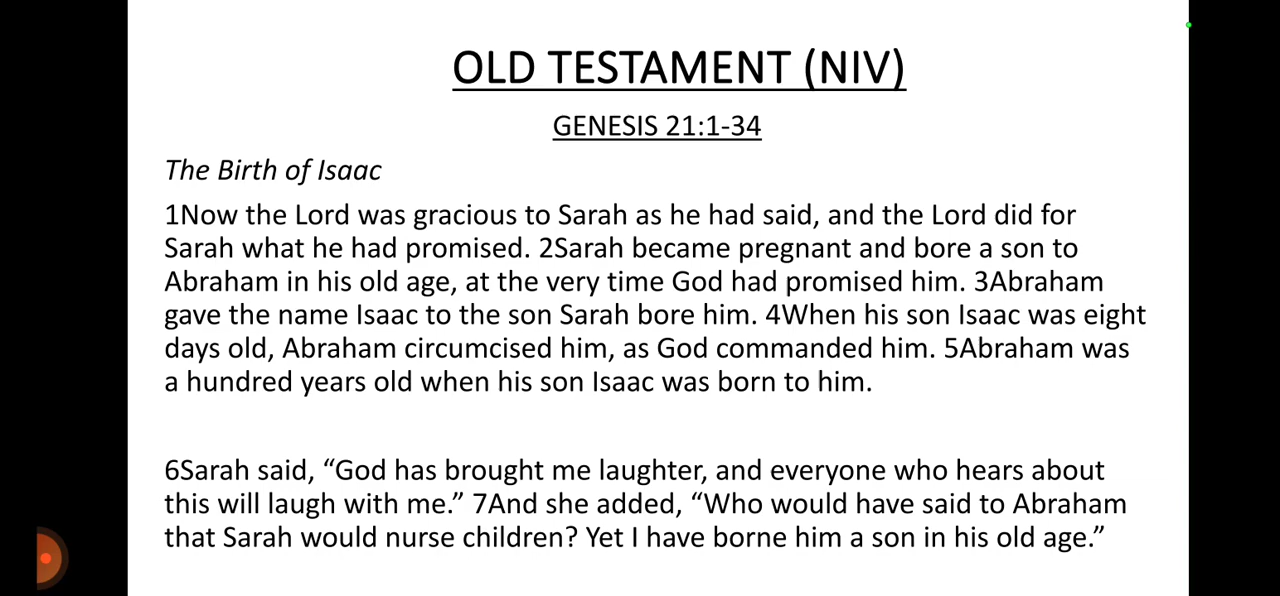 OLD TESTAMENT (NIV)
GENESIS 21:1-34
The Birth of Isaac
1Now the Lord was gracious to Sarah as he had said, and the Lord did for
Sarah what he had promised. 2Sarah became pregnant and bore a son to
Abraham in his old age, at the very time God had promised him. 3Abraham
gave the name Isaac to the son Sarah bore him. 4When his son Isaac was eight
days old, Abraham circumcised him, as God commanded him. 5Abraham was
a hundred years old when his son Isaac was born to him.
6Sarah said, “God has brought me laughter, and everyone who hears about
this will laugh with me.” 7And she added, “Who would have said to Abraham
that Sarah would nurse children? Yet I have borne him a son in his old age.”